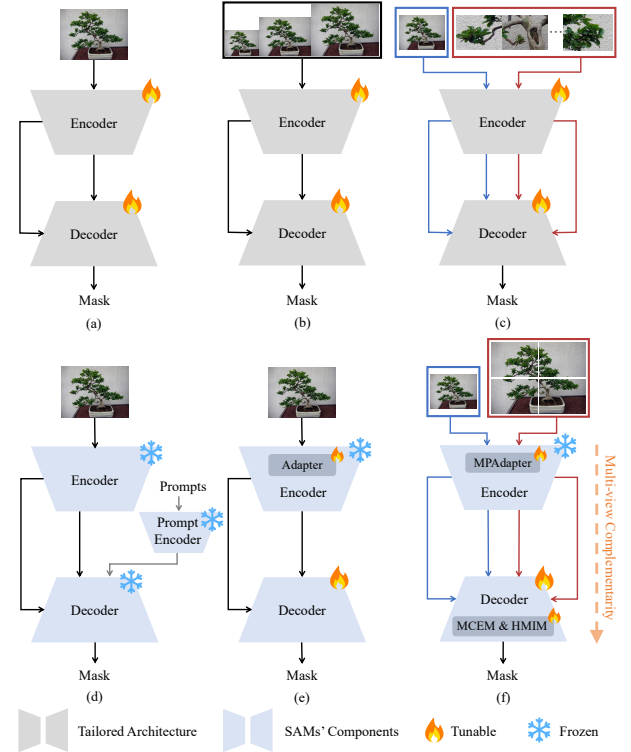 Encoder
Decoder
Mask
(a)
Encoder
Decoder
Mask
(b)
Encoder
Decoder
Mask
(c)
Encoder
Prompts
Prompt
Encoder
Decoder
Mask
(d)
Adapter
Encoder
Decoder
Mask
(e)
MPAdapter
Encoder
Decoder
MCEM & HMIM
Mask
(f)
Multi-view Complementarity
Tailored Architecture
SAMs' Components
Tunable
Frozen